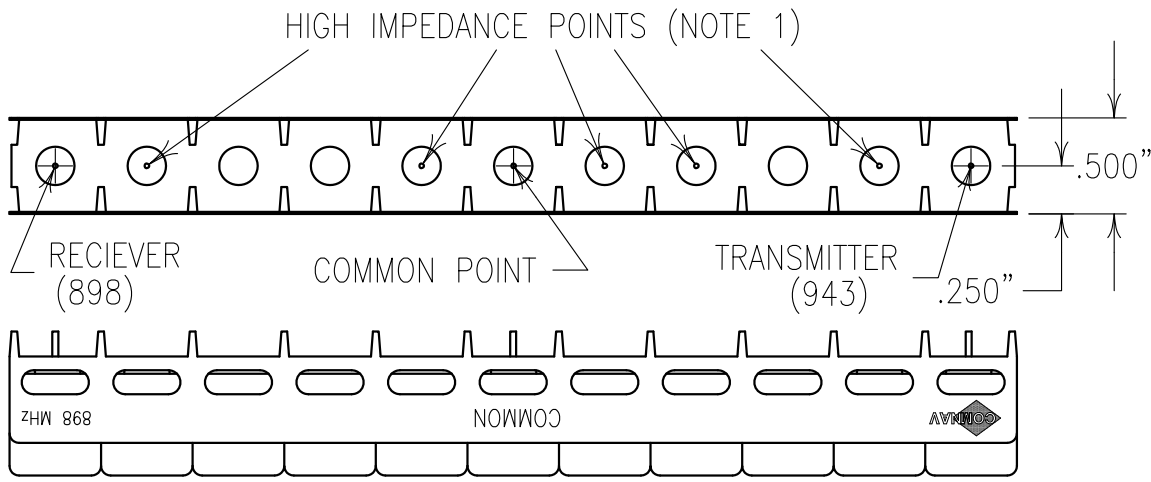 HIGH IMPEDANCE POINTS (NOTE 1)
.500”
RECIEVER
(898)
COMMON POINT
TRANSMITTER
(943)
.250”
898 MHz
COMMON
COMNAV